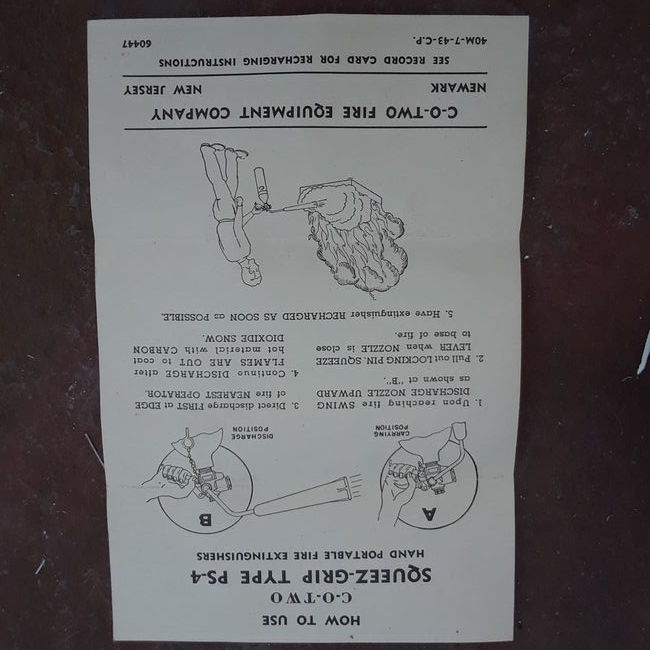 HOW TO USE
C-O-TWO
SQUEEZ-GRIP TYPE PS-4
HAND PORTABLE FIRE EXTINGUISHERS
A
B
CARRYING
POSITION
DISCHARGE
POSITION
1. Upon reaching fire SWING
DISCHARGE NOZZLE UPWARD
as shown at "B".
2. Pull out LOCKING PIN, SQUEEZE
LEVER when NOZZLE is close
to base of fire.
3. Direct discharge FIRST at EDGE
of fire NEAREST OPERATOR.
4. Continue DISCHARGE after
FLAMES ARE OUT to coat
hot material with CARBON
DIOXIDE SNOW.
5. Have extinguisher RECHARGED AS SOON as POSSIBLE.
C-O-TWO FIRE EQUIPMENT COMPANY
NEWARK NEW JERSEY
SEE RECORD CARD FOR RECHARGING INSTRUCTIONS
40M-7-43-C.P. 60447